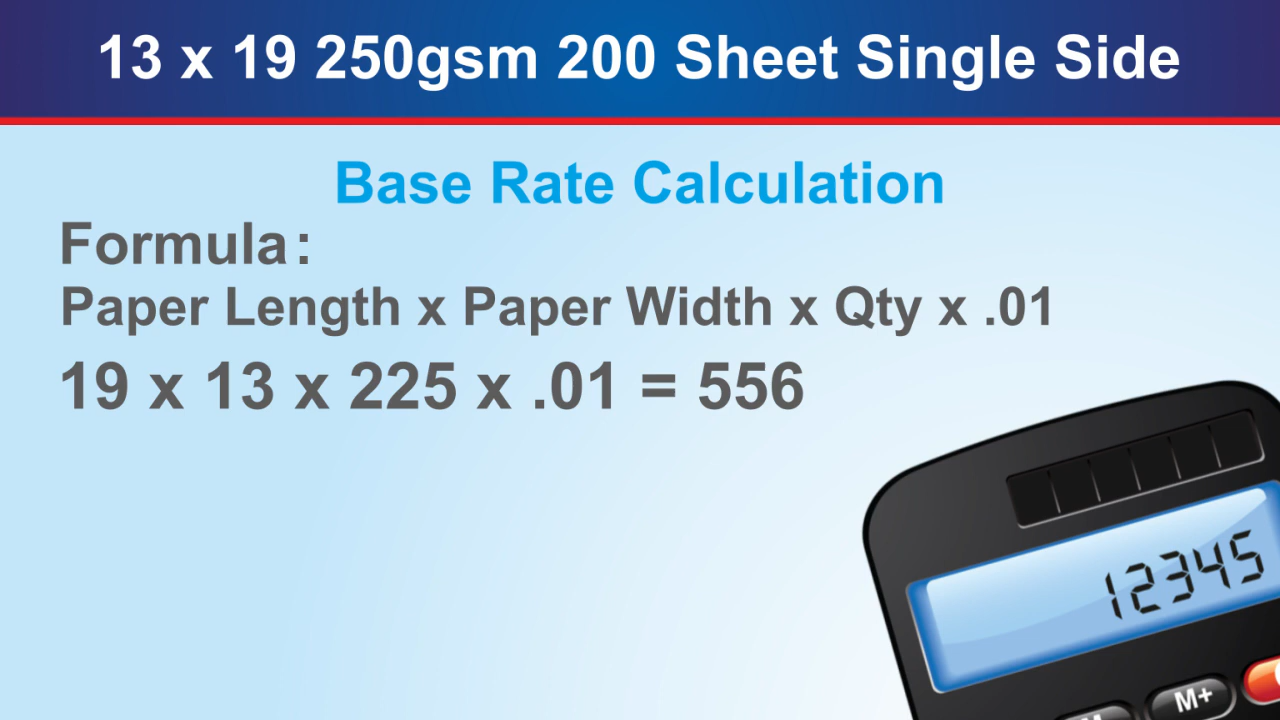 13 x 19 250gsm 200 Sheet Single Side
Base Rate Calculation
Formula:
Paper Length x Paper Width x Qty x .01
19 x 13 x 225 x .01 = 556
12345
M+